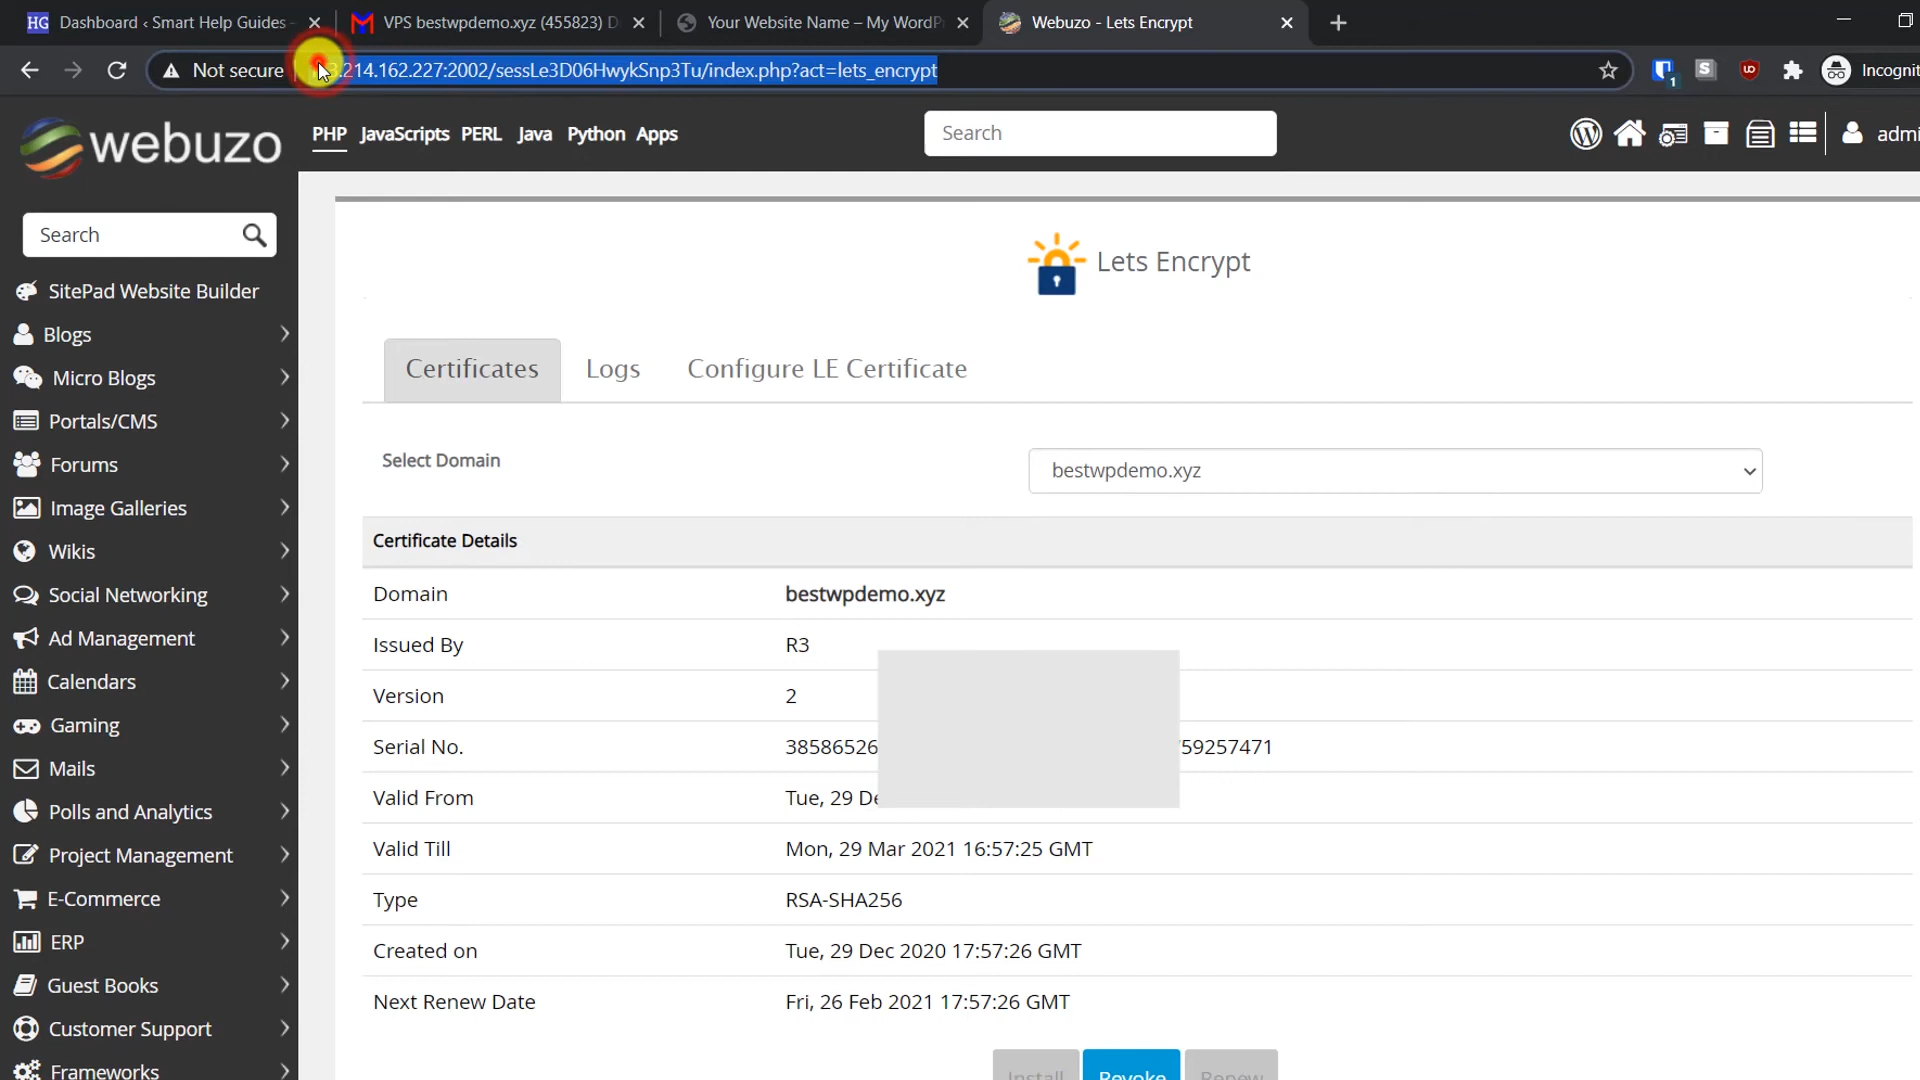 HG Dashboard ‹ Smart Help Guides -
VPS bestwpdemo.xyz (455823) D
Your Website Name – My WordPr
Webuzo - Lets Encrypt
Not secure
.214.162.227:2002/sessLe3D06HwykSnp3Tu/index.php?act=lets_encrypt
1
S
Incognit
webuzo
PHP JavaScripts PERL Java Python Apps
Search
admi
Search
SitePad Website Builder
Blogs
Micro Blogs
Portals/CMS
Forums
Image Galleries
Wikis
Social Networking
Ad Management
Calendars
Gaming
Mails
Polls and Analytics
Project Management
E-Commerce
ERP
Guest Books
Customer Support
Frameworks
Lets Encrypt
Certificates Logs Configure LE Certificate
Select Domain bestwpdemo.xyz
Certificate Details
Domain bestwpdemo.xyz
Issued By R3
Version 2
Serial No. 38586526 59257471
Valid From Tue, 29 De
Valid Till Mon, 29 Mar 2021 16:57:25 GMT
Type RSA-SHA256
Created on Tue, 29 Dec 2020 17:57:26 GMT
Next Renew Date Fri, 26 Feb 2021 17:57:26 GMT
Install Revoke Renew